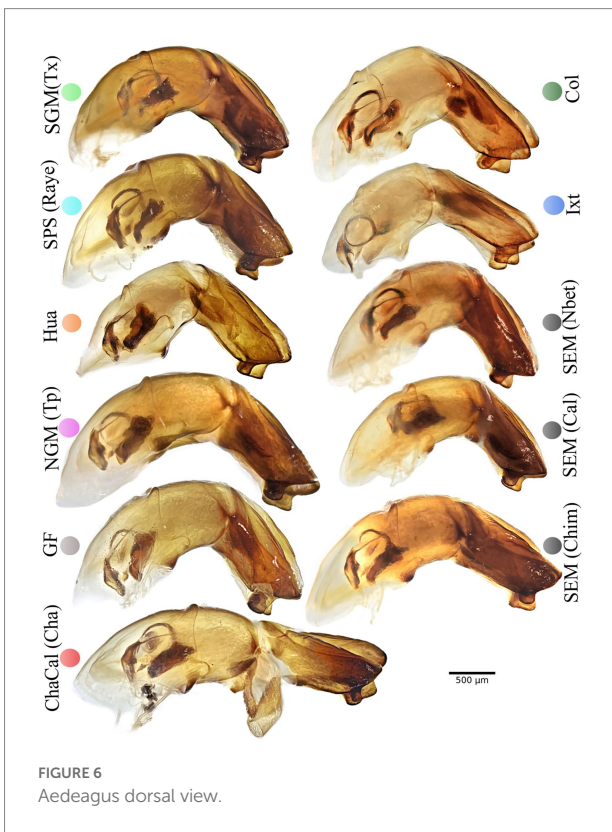 SGM(Tx)
SPS (Raye)
Hua
NGM (Tp)
GF
ChaCal (Cha)
Col
Ixt
SEM (Nbet)
SEM (Cal)
SEM (Chim)
500 µm
FIGURE 6
Aedeagus dorsal view.